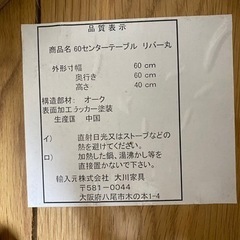 品質表示
商品名 60センターテーブル リバー丸
外形寸幅 60 cm
奥行き 60 cm
高さ 40 cm
構造部材: オーク
表面加工ラッカー塗装
生産国 中国
イ) 直射日光又はストーブなどの
熱を避けてください。
ロ) 加熱した鍋、湯沸かし等を
直接置かないで下さい。
輸入元株式会社 大川家具
〒581-0044
大阪府八尾市木の本1-4